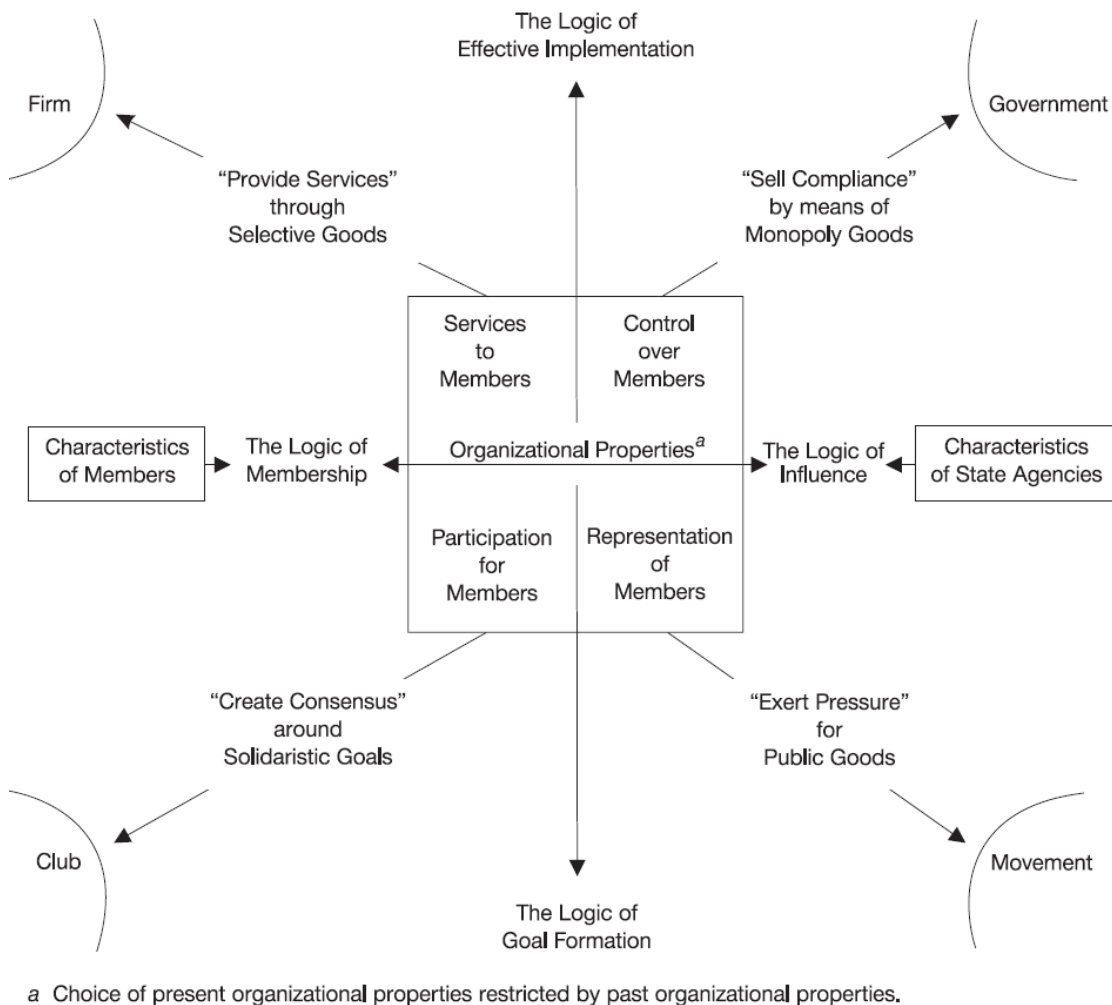 The Logic of
Effective Implementation
Firm
Government
"Provide Services"
through
Selective Goods
"Sell Compliance"
by means of
Monopoly Goods
Services
to
Members
Control
over
Members
Characteristics
of Members
The Logic of
Membership
Organizational Properties^a
The Logic of
Influence
Characteristics
of State Agencies
Participation
for
Members
Representation
of
Members
"Create Consensus"
around
Solidaristic Goals
"Exert Pressure"
for
Public Goods
Club
Movement
The Logic of
Goal Formation
a Choice of present organizational properties restricted by past organizational properties.